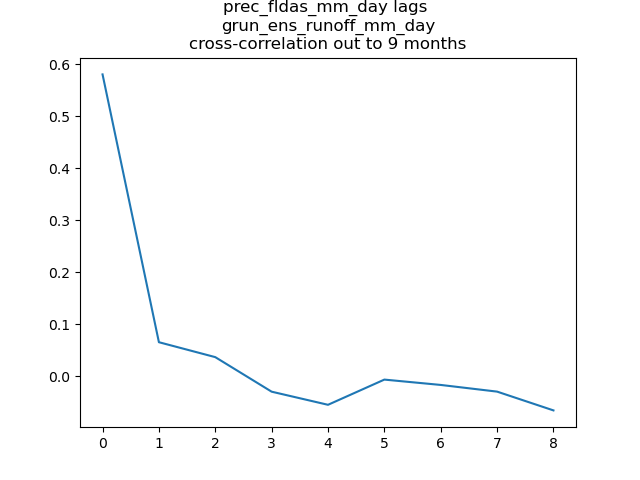 prec_fldas_mm_day lags
grun_ens_runoff_mm_day
cross-correlation out to 9 months
0.6
0.5
0.4
0.3
0.2
0.1
0.0
0 1 2 3 4 5 6 7 8